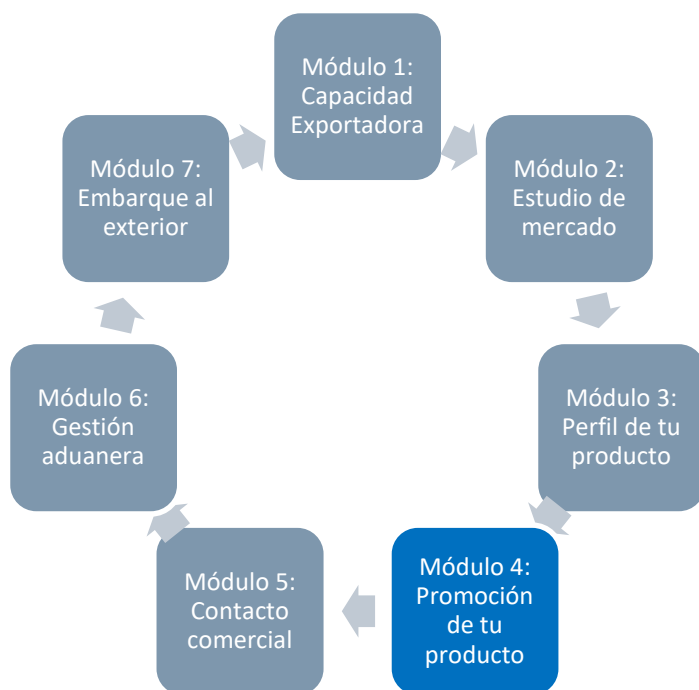 Módulo 1:
Capacidad
Exportadora
Módulo 2:
Estudio de
mercado
Módulo 3:
Perfil de tu
producto
Módulo 4:
Promoción
de tu
producto
Módulo 5:
Contacto
comercial
Módulo 6:
Gestión
aduanera
Módulo 7:
Embarque al
exterior